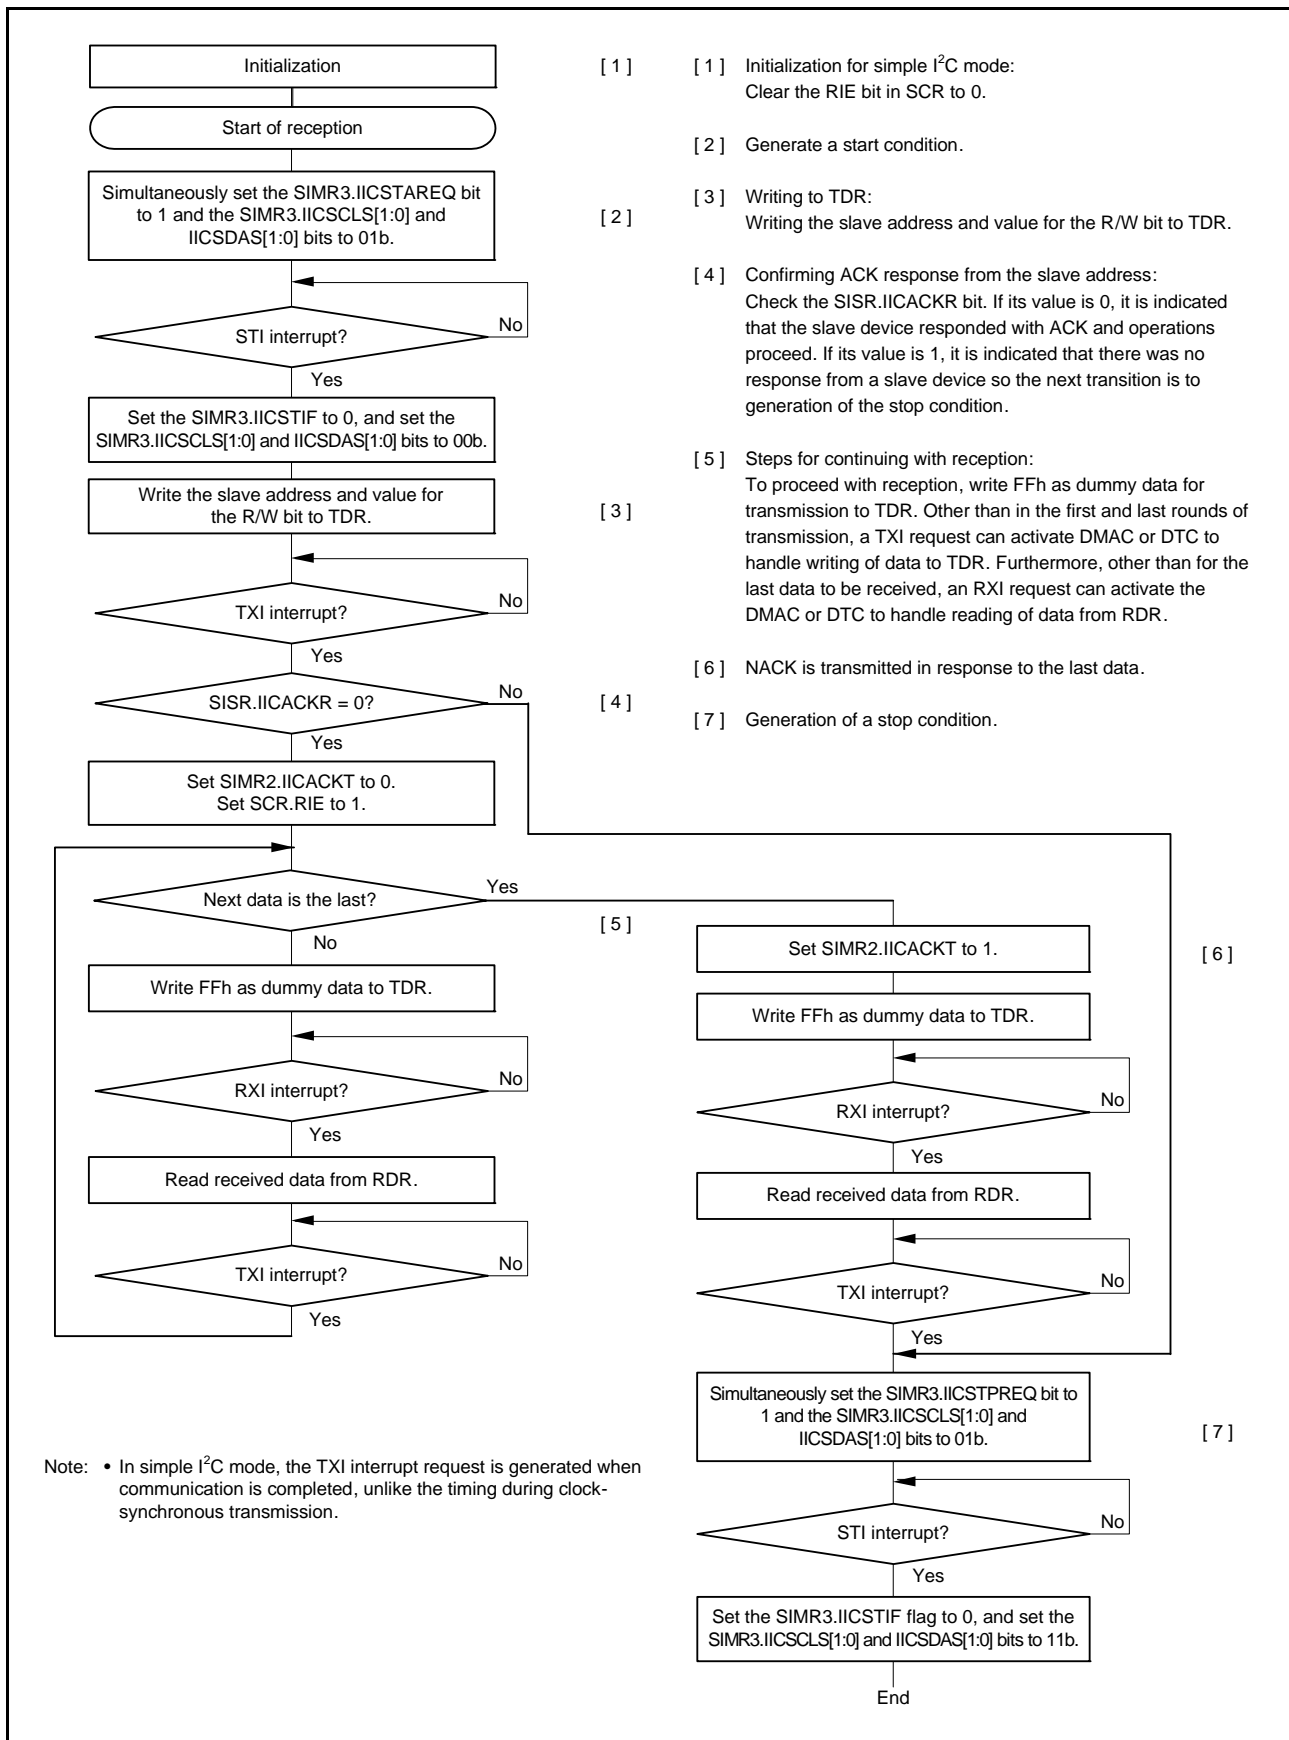 Initialization
[ 1 ]
Start of reception
Simultaneously set the SIMR3.IICSTAREQ bit
to 1 and the SIMR3.IICSCLS[1:0] and
IICSDAS[1:0] bits to 01b.
[ 2 ]
STI interrupt?
No
Yes
Set the SIMR3.IICSTIF to 0, and set the
SIMR3.IICSCLS[1:0] and IICSDAS[1:0] bits to 00b.
Write the slave address and value for
the R/W bit to TDR.
[ 3 ]
TXI interrupt?
No
Yes
SISR.IICACKR = 0?
No
[ 4 ]
Yes
Set SIMR2.IICACKT to 0.
Set SCR.RIE to 1.
Next data is the last?
Yes
[ 5 ]
No
Write FFh as dummy data to TDR.
RXI interrupt?
No
Yes
Read received data from RDR.
TXI interrupt?
No
Yes
[ 1 ] Initialization for simple I²C mode:
Clear the RIE bit in SCR to 0.
[ 2 ] Generate a start condition.
[ 3 ] Writing to TDR:
Writing the slave address and value for the R/W bit to TDR.
[ 4 ] Confirming ACK response from the slave address:
Check the SISR.IICACKR bit. If its value is 0, it is indicated
that the slave device responded with ACK and operations
proceed. If its value is 1, it is indicated that there was no
response from a slave device so the next transition is to
generation of the stop condition.
[ 5 ] Steps for continuing with reception:
To proceed with reception, write FFh as dummy data for
transmission to TDR. Other than in the first and last rounds of
transmission, a TXI request can activate DMAC or DTC to
handle writing of data to TDR. Furthermore, other than for the
last data to be received, an RXI request can activate the
DMAC or DTC to handle reading of data from RDR.
[ 6 ] NACK is transmitted in response to the last data.
[ 7 ] Generation of a stop condition.
Set SIMR2.IICACKT to 1.
[ 6 ]
Write FFh as dummy data to TDR.
RXI interrupt?
No
Yes
Read received data from RDR.
TXI interrupt?
No
Yes
Simultaneously set the SIMR3.IICSTPREQ bit to
1 and the SIMR3.IICSCLS[1:0] and
IICSDAS[1:0] bits to 01b.
[ 7 ]
STI interrupt?
No
Yes
Set the SIMR3.IICSTIF flag to 0, and set the
SIMR3.IICSCLS[1:0] and IICSDAS[1:0] bits to 11b.
End
Note: • In simple I²C mode, the TXI interrupt request is generated when
communication is completed, unlike the timing during clock-
synchronous transmission.